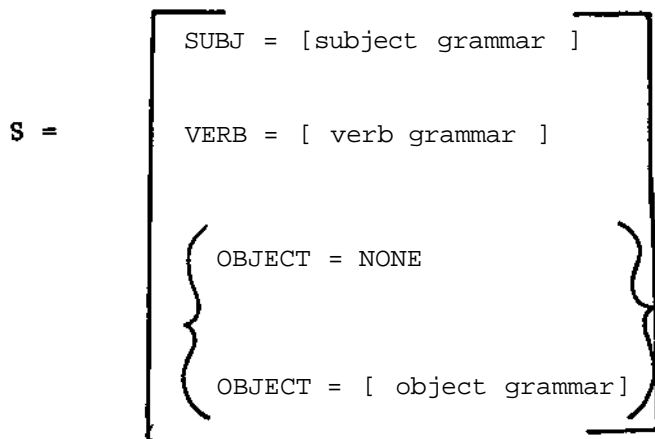 SUBJ = [subject grammar ]
S =
VERB = [ verb grammar ]
OBJECT = NONE
OBJECT = [ object grammar]